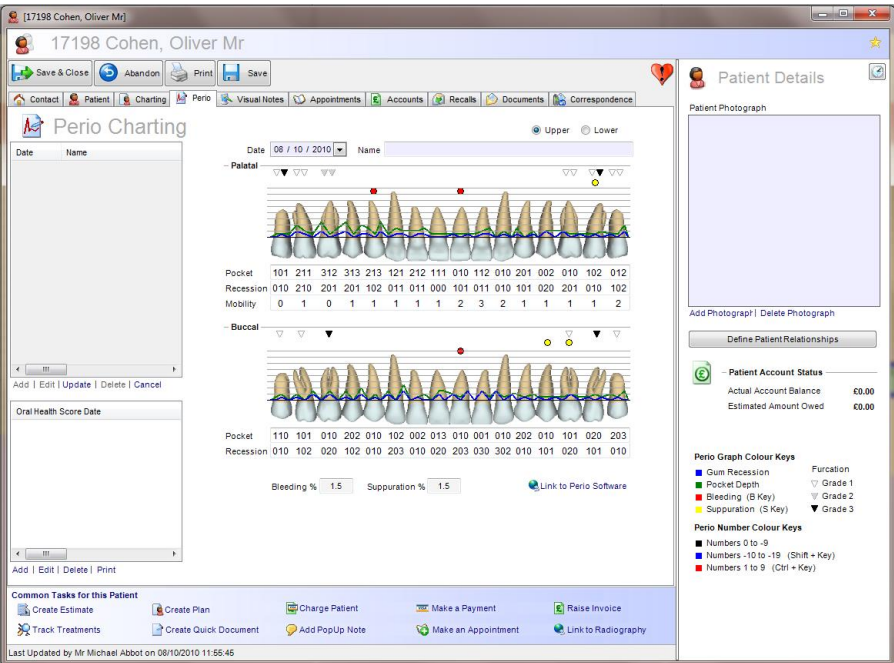 [17198 Cohen, Oliver Mr]
17198 Cohen, Oliver Mr
Save & Close Abandon Print Save
Contact Patient Charting Perio Visual Notes Appointments Accounts Recalls Documents Correspondence
Perio Charting
Upper Lower
Date Name
Date 08 / 10 / 2010 Name
Palatal
Pocket 101 211 312 313 213 121 212 111 010 112 010 201 002 010 102 012
Recession 010 210 201 201 102 011 011 000 101 011 010 101 020 201 010 102
Mobility 0 1 0 1 1 1 1 1 2 3 2 1 1 1 1 2
Buccal
Add | Edit | Update | Delete | Cancel
Oral Health Score Date
Pocket 110 101 010 202 010 102 002 013 010 001 010 202 010 101 020 203
Recession 010 102 020 102 010 203 010 020 203 030 302 010 101 020 101 010
Bleeding % 1.5 Suppuration % 1.5 Link to Perio Software
Add | Edit | Delete | Print
Common Tasks for this Patient
Create Estimate Create Plan Charge Patient Make a Payment Raise Invoice
Track Treatments Create Quick Document Add PopUp Note Make an Appointment Link to Radiography
Last Updated by Mr Michael Abbot on 08/10/2010 11:56:46
Patient Details
Patient Photograph
Add Photograph | Delete Photograph
Define Patient Relationships
Patient Account Status
Actual Account Balance £0.00
Estimated Amount Owed £0.00
Perio Graph Colour Keys
Gum Recession Furcation
Pocket Depth Grade 1
Bleeding (B Key) Grade 2
Suppuration (S Key) Grade 3
Perio Number Colour Keys
Numbers 0 to -9
Numbers -10 to -19 (Shift + Key)
Numbers 1 to 9 (Ctrl + Key)